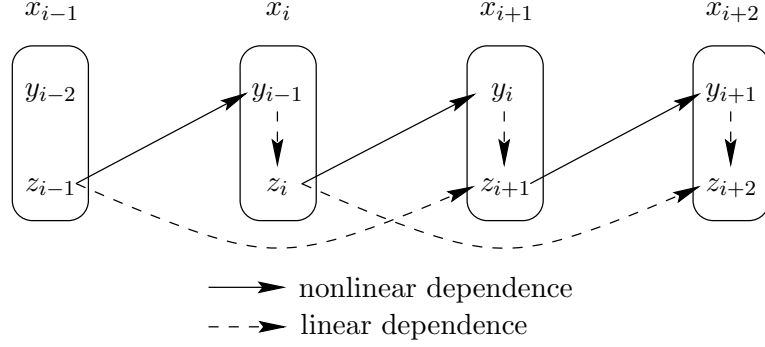 x_{i−1} x_i x_{i+1} x_{i+2}
y_{i−2} y_{i−1} y_i y_{i+1}
z_{i−1} z_i z_{i+1} z_{i+2}
nonlinear dependence
linear dependence